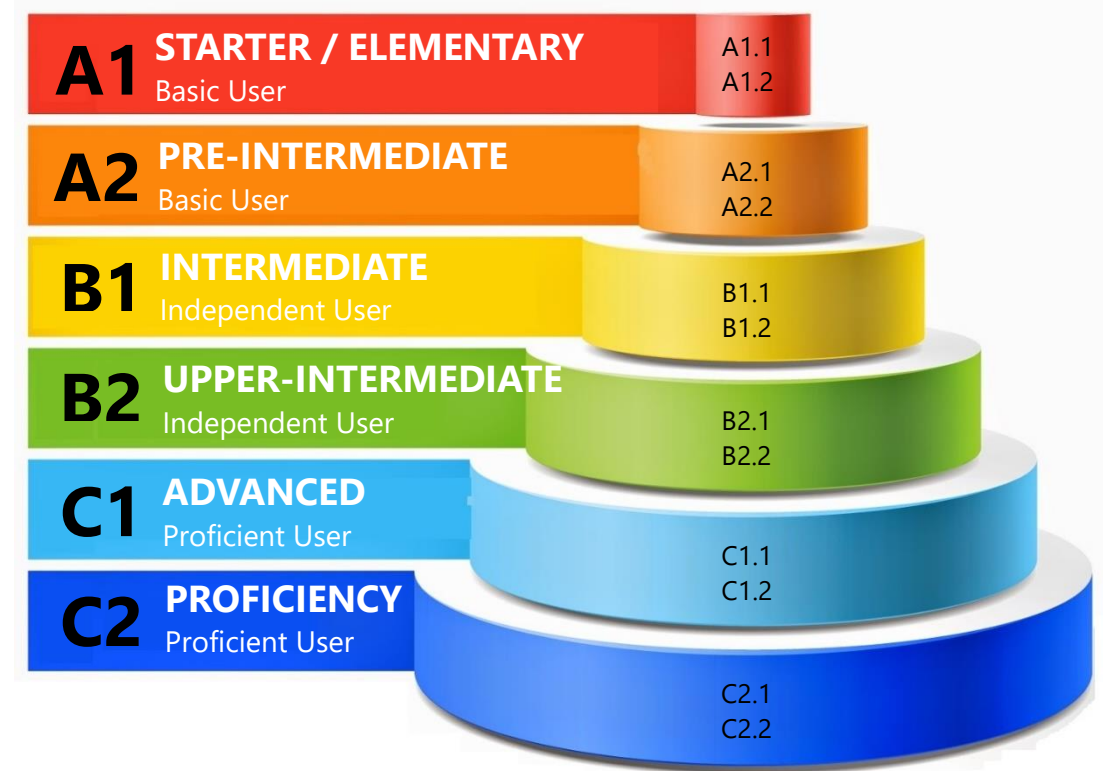 A1
STARTER / ELEMENTARY
Basic User
A1.1
A1.2
A2
PRE-INTERMEDIATE
Basic User
A2.1
A2.2
B1
INTERMEDIATE
Independent User
B1.1
B1.2
B2
UPPER-INTERMEDIATE
Independent User
B2.1
B2.2
C1
ADVANCED
Proficient User
C1.1
C1.2
C2
PROFICIENCY
Proficient User
C2.1
C2.2